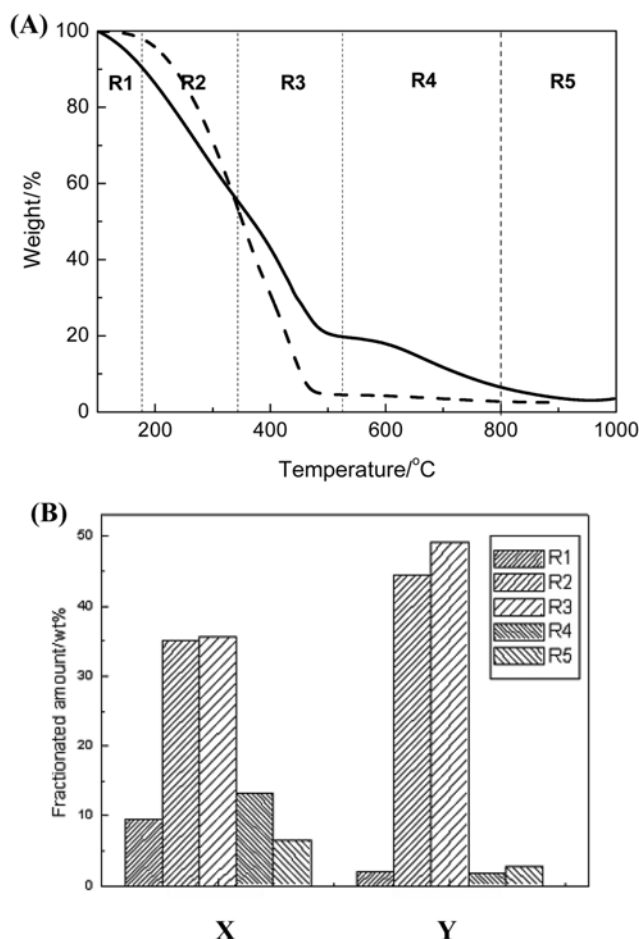 (A)
100
80
60
40
20
0
Weight/%
R1 R2 R3 R4 R5
200 400 600 800 1000
Temperature/°C
(B)
50
40
30
20
10
0
Fractionated amount/wt%
R1
R2
R3
R4
R5
X Y